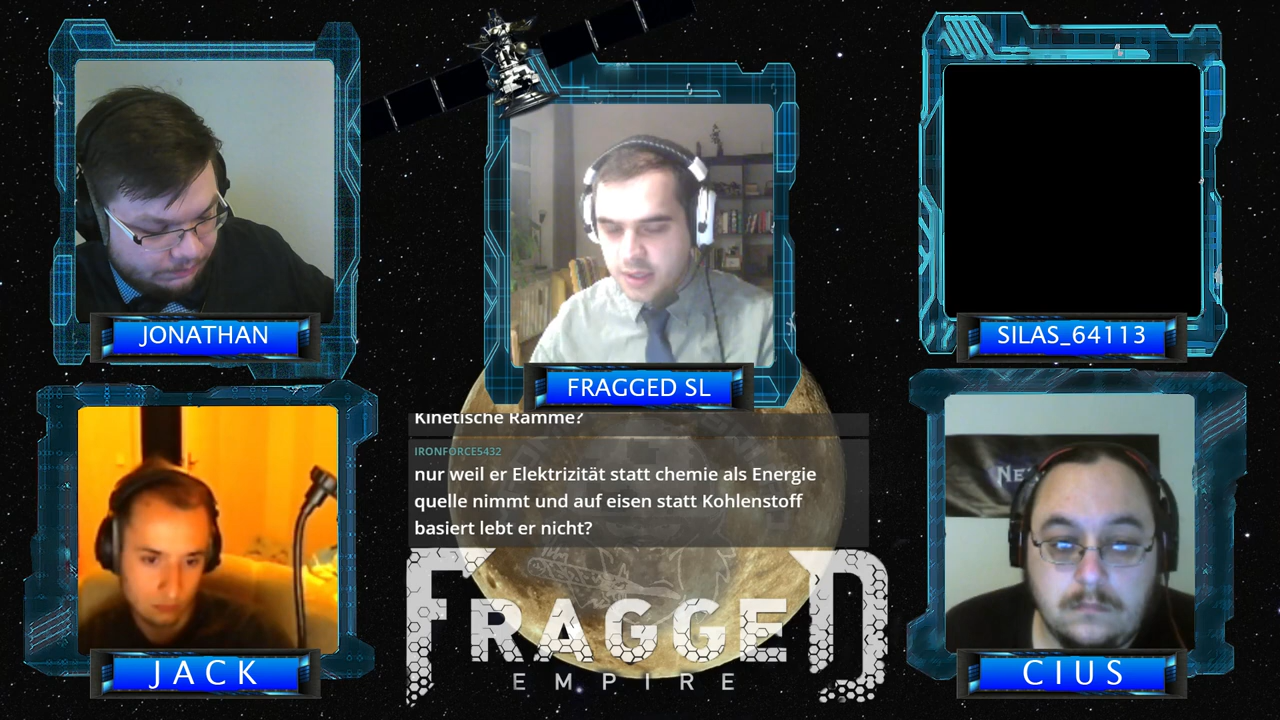 JONATHAN
FRAGGED SL
SILAS_64113
Kinetische Ramme?
IRONFORCE5432
nur weil er Elektrizität statt chemie als Energie
quelle nimmt und auf eisen statt Kohlenstoff
basiert lebt er nicht?
JACK
FRAGGED
EMPIRE
CIUS